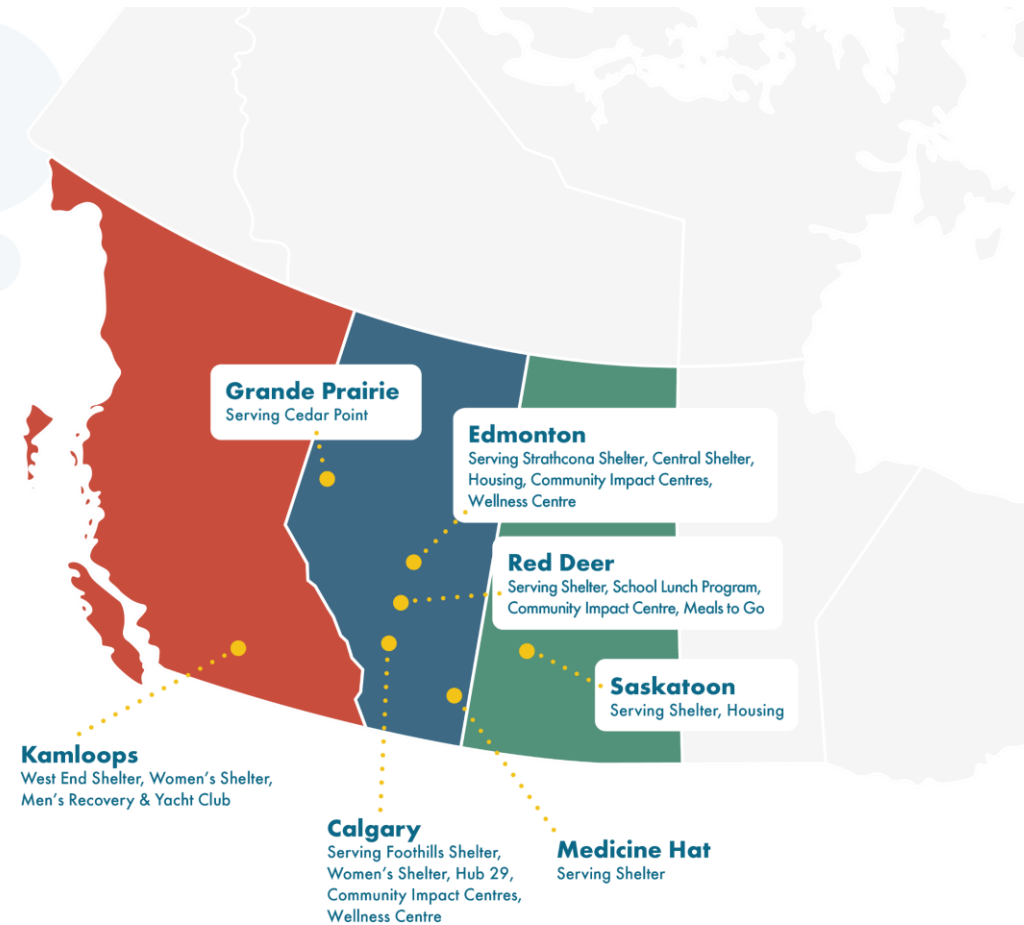 Grande Prairie
Serving Cedar Point
Edmonton
Serving Strathcona Shelter, Central Shelter,
Housing, Community Impact Centres,
Wellness Centre
Red Deer
Serving Shelter, School Lunch Program,
Community Impact Centre, Meals to Go
Saskatoon
Serving Shelter, Housing
Kamloops
West End Shelter, Women's Shelter,
Men's Recovery & Yacht Club
Calgary
Serving Foothills Shelter,
Women's Shelter, Hub 29,
Community Impact Centres,
Wellness Centre
Medicine Hat
Serving Shelter